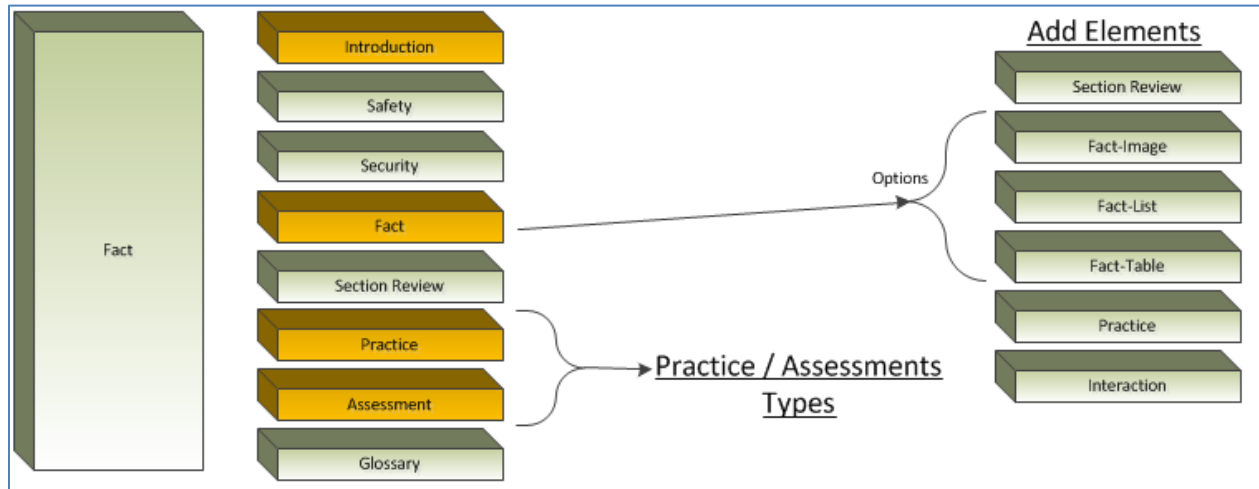 Fact
Introduction
Safety
Security
Fact
Section Review
Practice
Assessment
Glossary
Practice / Assessments
Types
Options
Add Elements
Section Review
Fact-Image
Fact-List
Fact-Table
Practice
Interaction